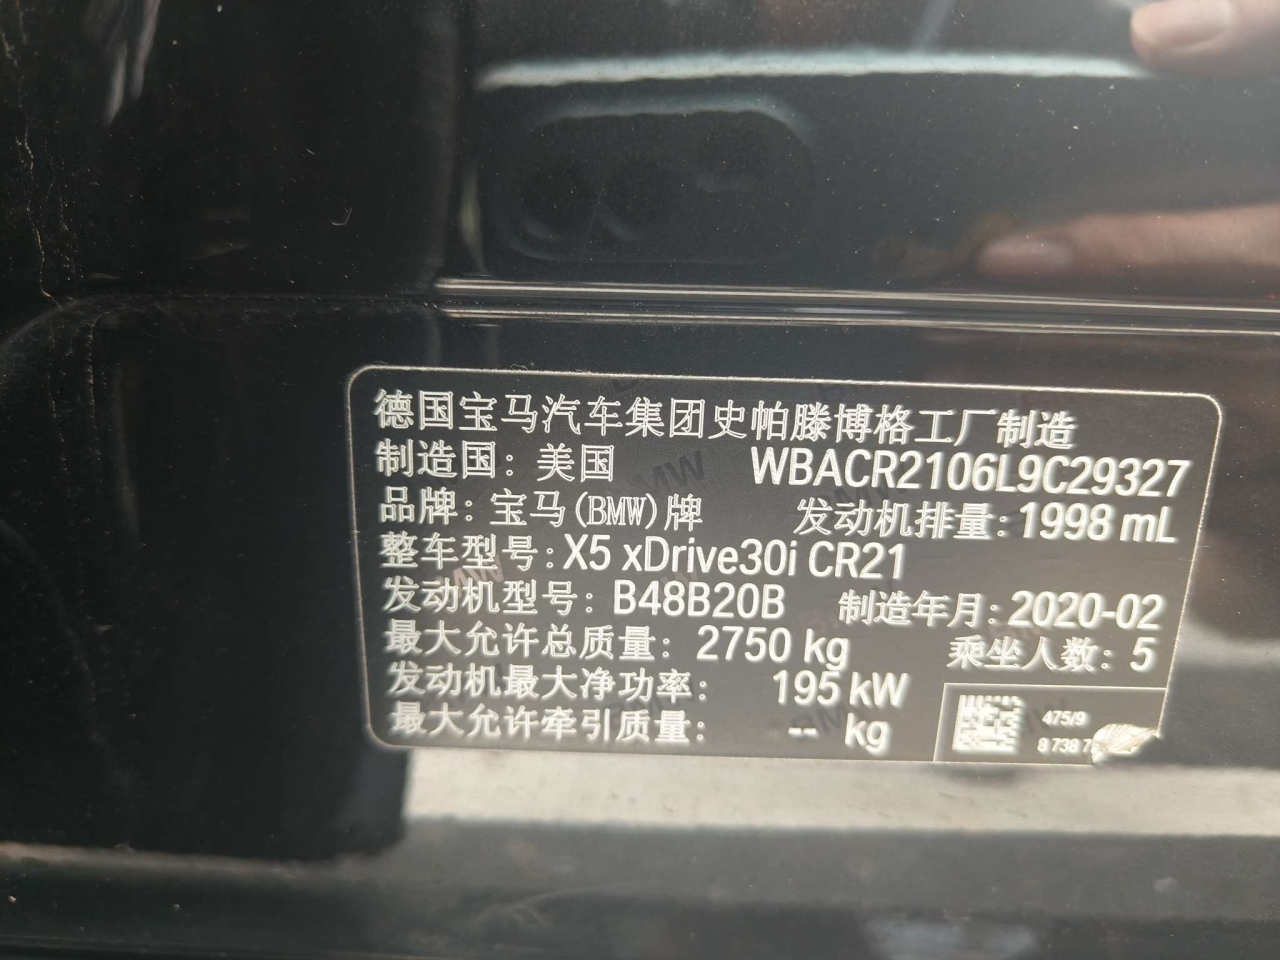 德国宝马汽车集团史帕滕博格工厂制造
制造国：美国 WBACR2106L9C29327
品牌：宝马(BMW)牌 发动机排量：1998 mL
整车型号：X5 xDrive30i CR21
发动机型号：B48B20B 制造年月：2020-02
最大允许总质量：2750 kg 乘坐人数：5
发动机最大净功率：195 kW
最大允许牵引质量：-- kg
475/9
8 738 7